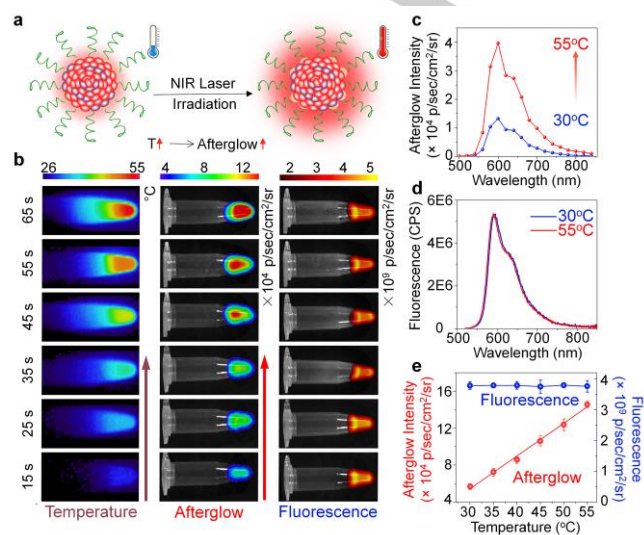 a
NIR Laser
Irradiation
T↑ → Afterglow↑
b
26 55
°C
4 8 12
× 10⁴ p/sec/cm²/sr
2 3 4 5
× 10⁹ p/sec/cm²/sr
65 s
55 s
45 s
35 s
25 s
15 s
Temperature
Afterglow
Fluorescence
c
Afterglow Intensity
(× 10⁴ p/sec/cm²/sr)
4
3
2
1
0
55°C
30°C
500 600 700 800
Wavelength (nm)
d
Fluorescence (CPS)
6E6
3E6
0
30°C
55°C
500 600 700 800
Wavelength (nm)
e
Afterglow Intensity
(× 10⁴ p/sec/cm²/sr)
16
12
8
4
Fluorescence
Afterglow
4
3
2
1
0
Fluorescence
(× 10⁹ p/sec/cm²/sr)
30 35 40 45 50 55
Temperature (°C)